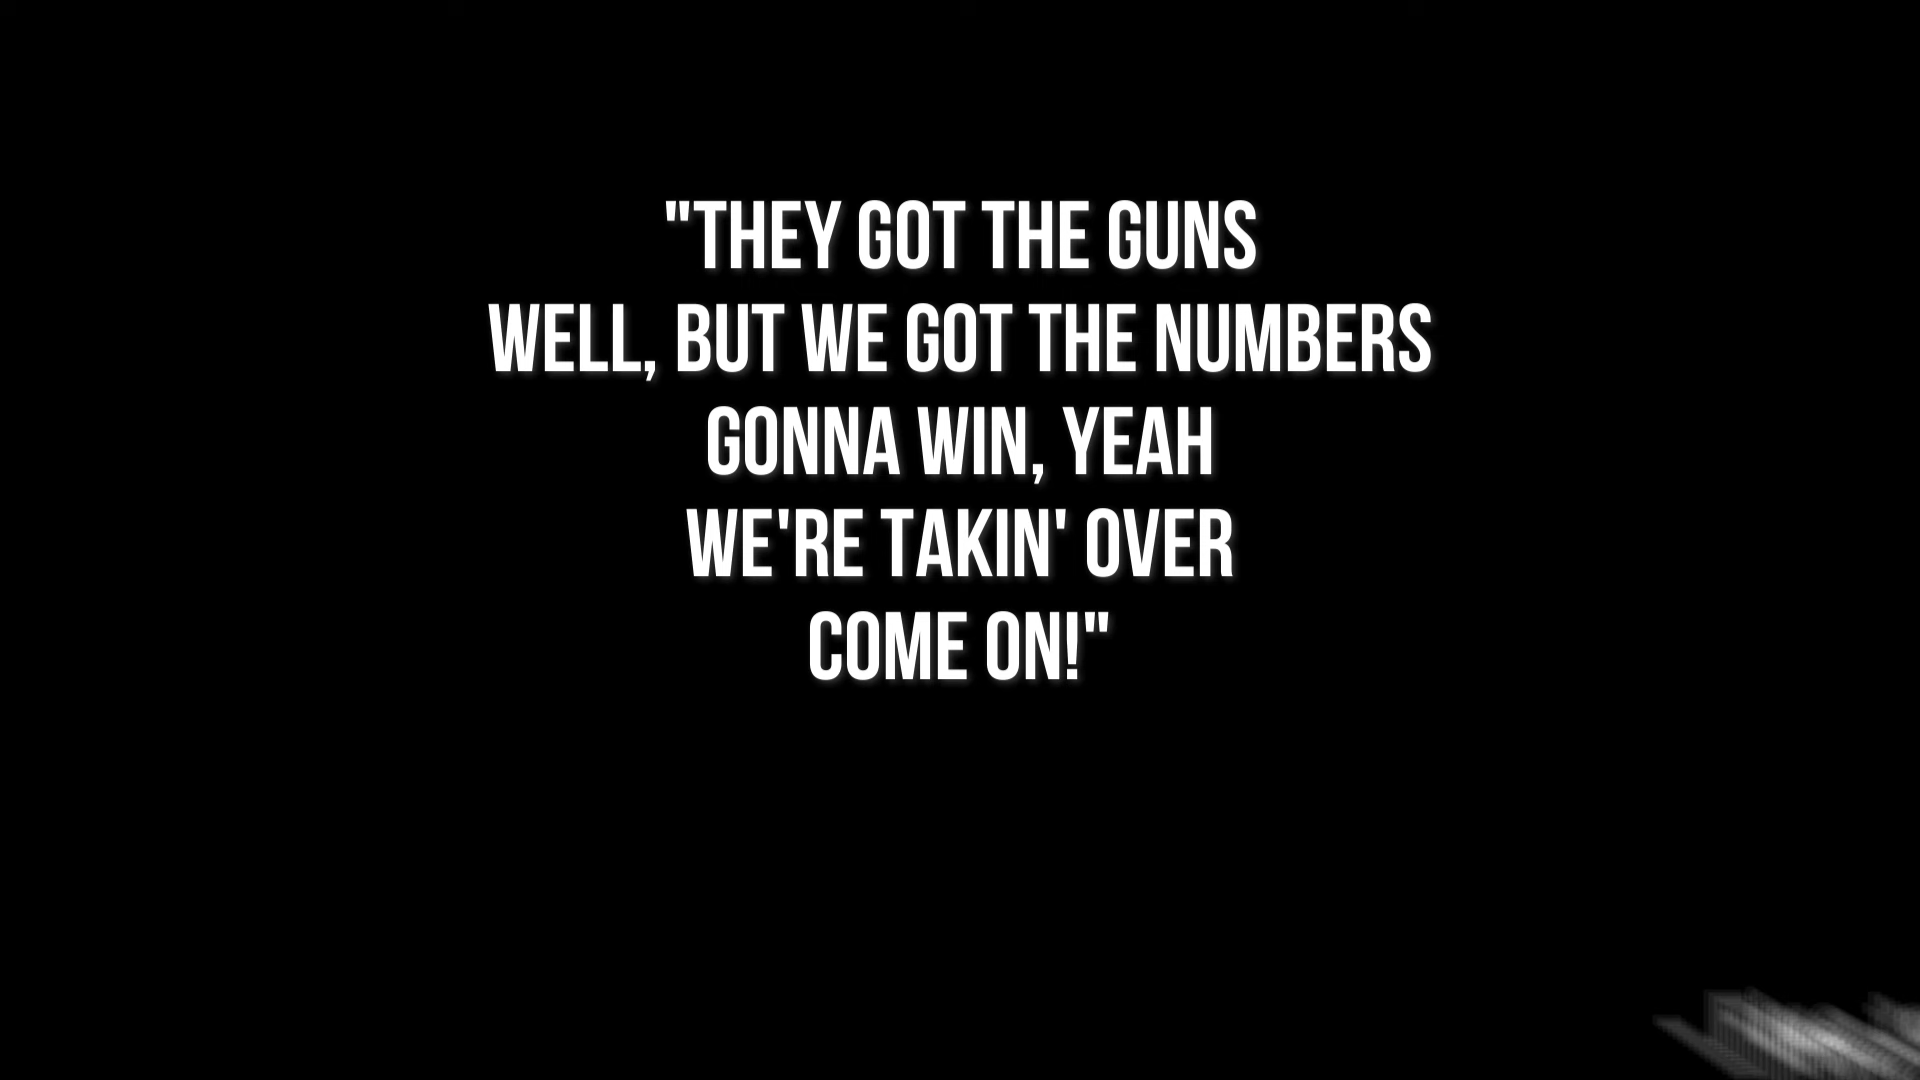 "THEY GOT THE GUNS
WELL, BUT WE GOT THE NUMBERS
GONNA WIN, YEAH
WE'RE TAKIN' OVER
COME ON!"